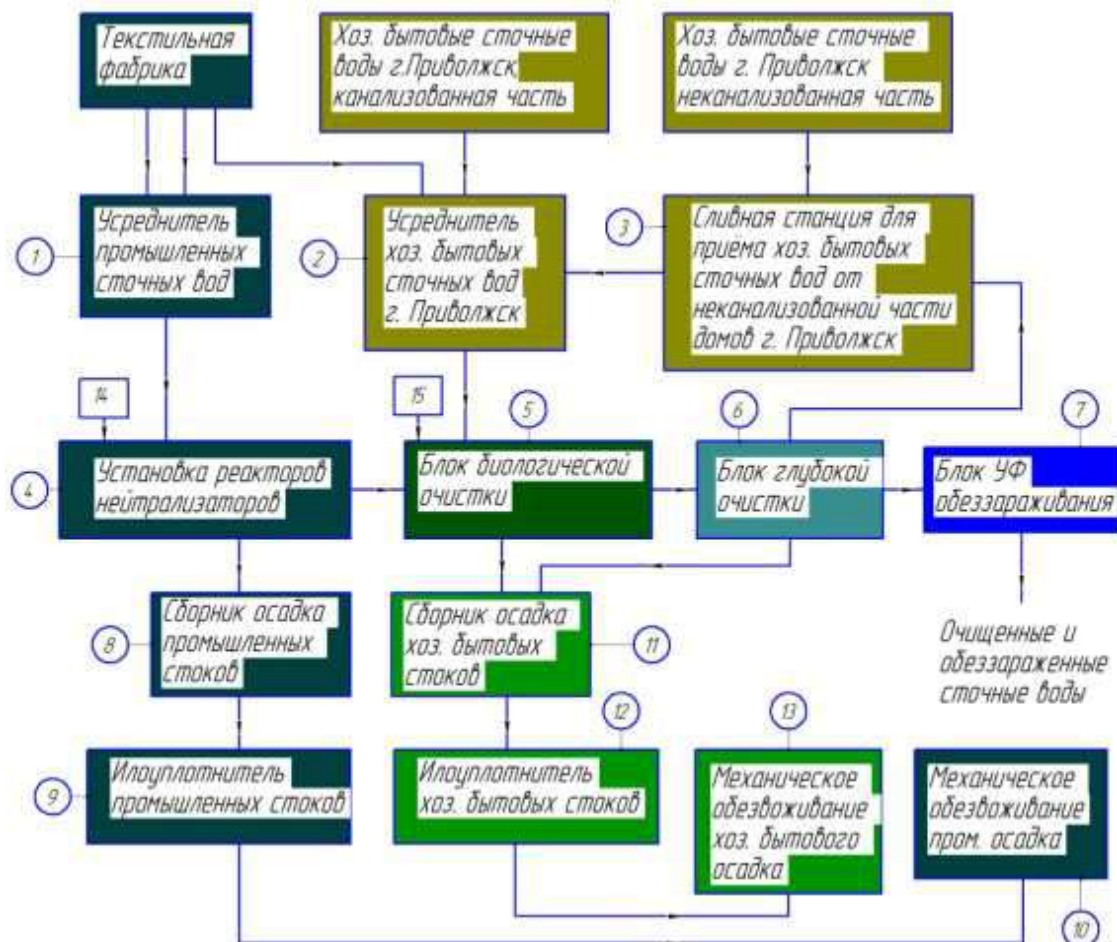 Текстильная
фабрика
Хоз. бытовые сточные
воды г.Приволжск,
канализованная часть
Хоз. бытовые сточные
воды г. Приволжск
неканализованная часть
1
Усреднитель
промышленных
сточных вод
2
Усреднитель
хоз. бытовых
сточных вод
г. Приволжск
3
Сливная станция для
приёма хоз. бытовых
сточных вод от
неканализованной части
домов г. Приволжск
14
15
5
6
7
4
Установка реакторов
нейтрализаторов
Блок биологической
очистки
Блок глубокой
очистки
Блок УФ
обеззараживания
8
Сборник осадка
промышленных
стоков
Сборник осадка
хоз. бытовых
стоков
11
Очищенные и
обеззараженные
сточные воды
12
13
9
Илоуплотнитель
промышленных стоков
Илоуплотнитель
хоз. бытовых стоков
Механическое
обезвоживание
хоз. бытового
осадка
Механическое
обезвоживание
пром. осадка
10